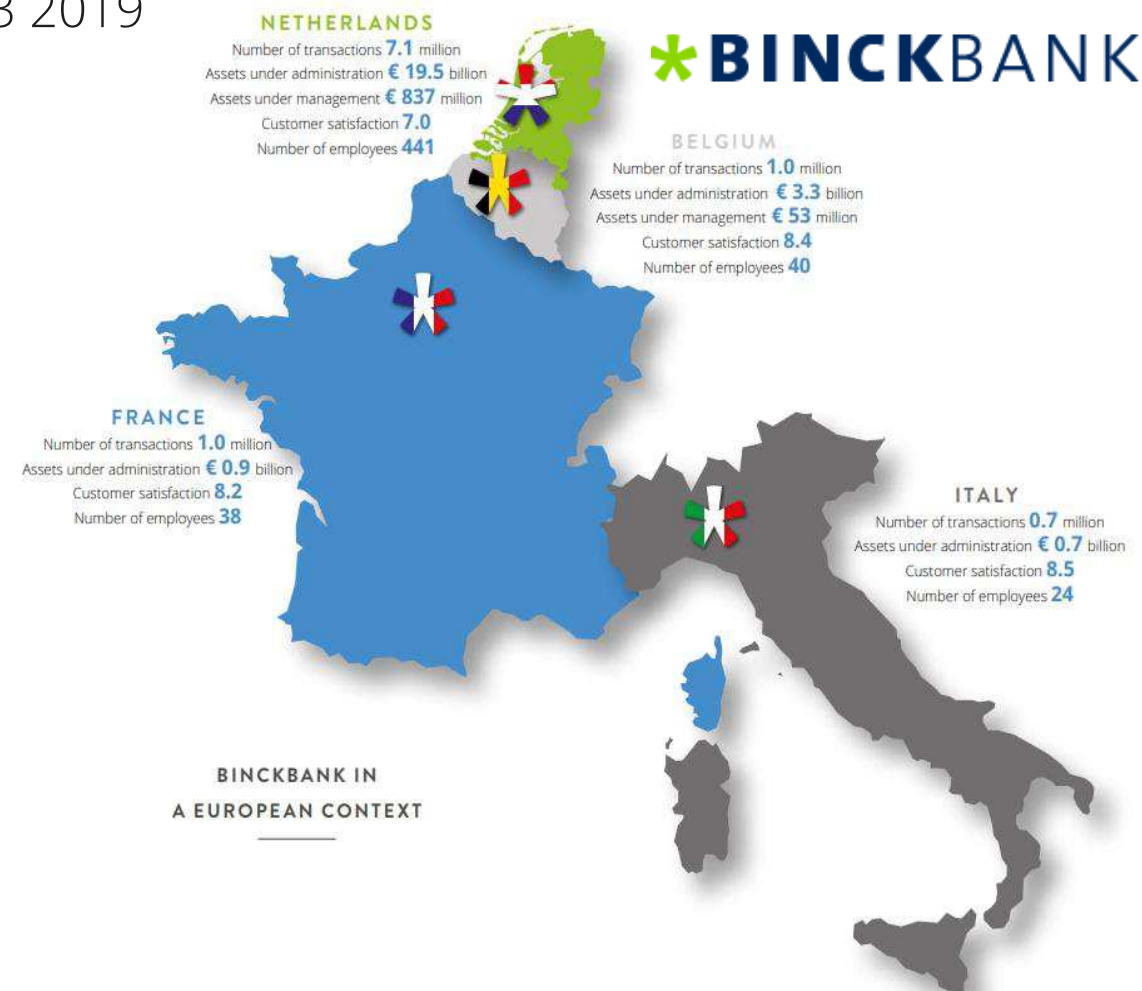 3 2019
NETHERLANDS
Number of transactions 7.1 million
Assets under administration € 19.5 billion
Assets under management € 837 million
Customer satisfaction 7.0
Number of employees 441
*BINCKBANK
BELGIUM
Number of transactions 1.0 million
Assets under administration € 3.3 billion
Assets under management € 53 million
Customer satisfaction 8.4
Number of employees 40
FRANCE
Number of transactions 1.0 million
Assets under administration € 0.9 billion
Customer satisfaction 8.2
Number of employees 38
ITALY
Number of transactions 0.7 million
Assets under administration € 0.7 billion
Customer satisfaction 8.5
Number of employees 24
BINCKBANK IN
A EUROPEAN CONTEXT